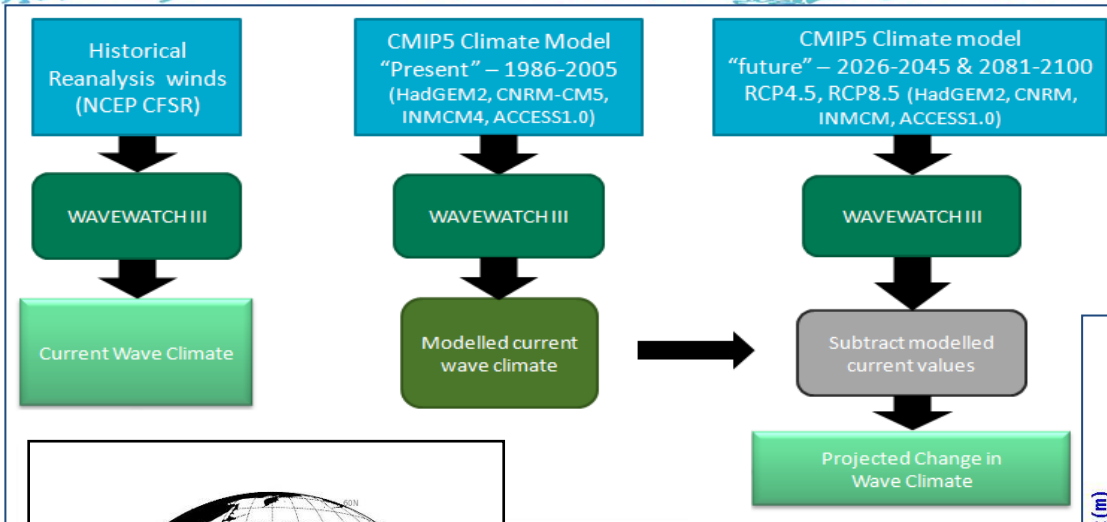 Historical
Reanalysis winds
(NCEP CFSR)
CMIP5 Climate Model
“Present” – 1986-2005
(HadGEM2, CNRM-CM5,
INMCM4, ACCESS1.0)
CMIP5 Climate model
“future” – 2026-2045 & 2081-2100
RCP4.5, RCP8.5 (HadGEM2, CNRM,
INMCM, ACCESS1.0)
WAVEWATCH III
WAVEWATCH III
WAVEWATCH III
Current Wave Climate
Modelled current
wave climate
Subtract modelled
current values
Projected Change in
Wave Climate
60N
(m)